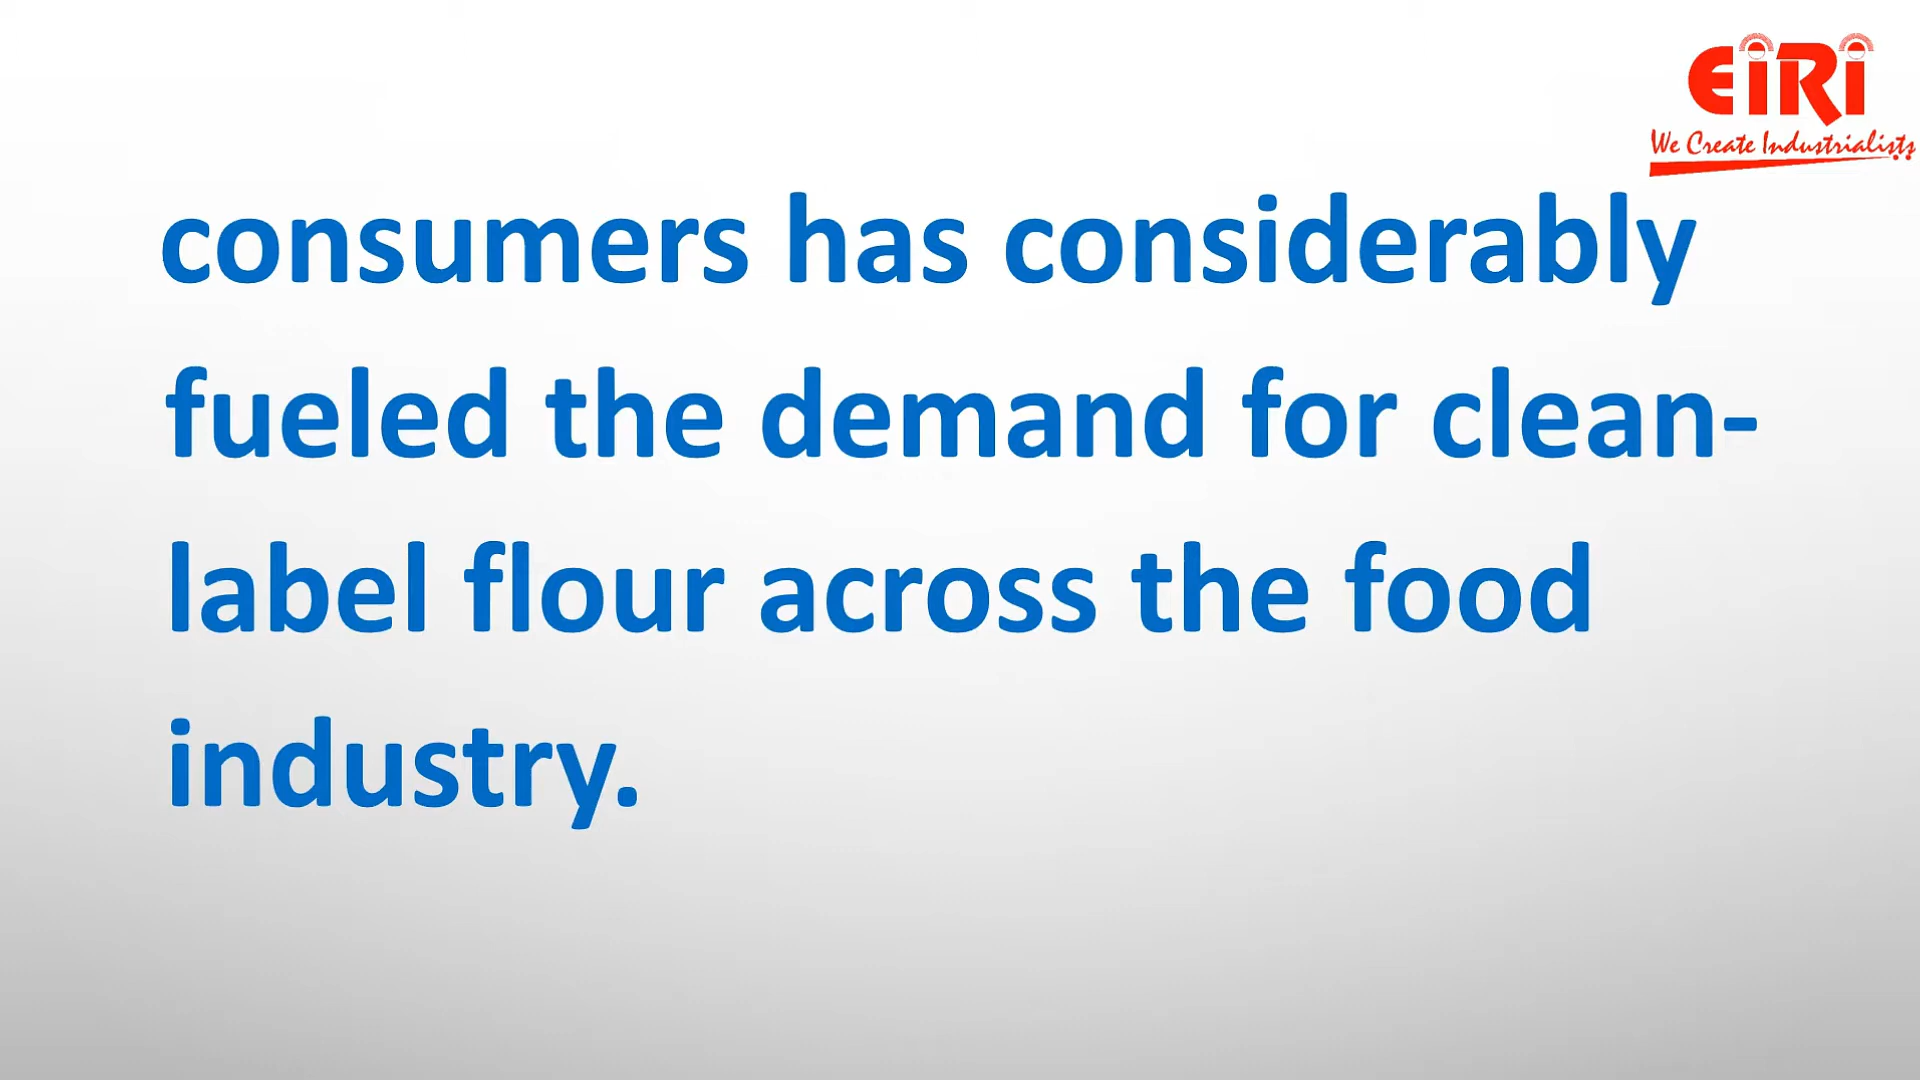 EiRi
We Create Industrialists
consumers has considerably
fueled the demand for clean-
label flour across the food
industry.